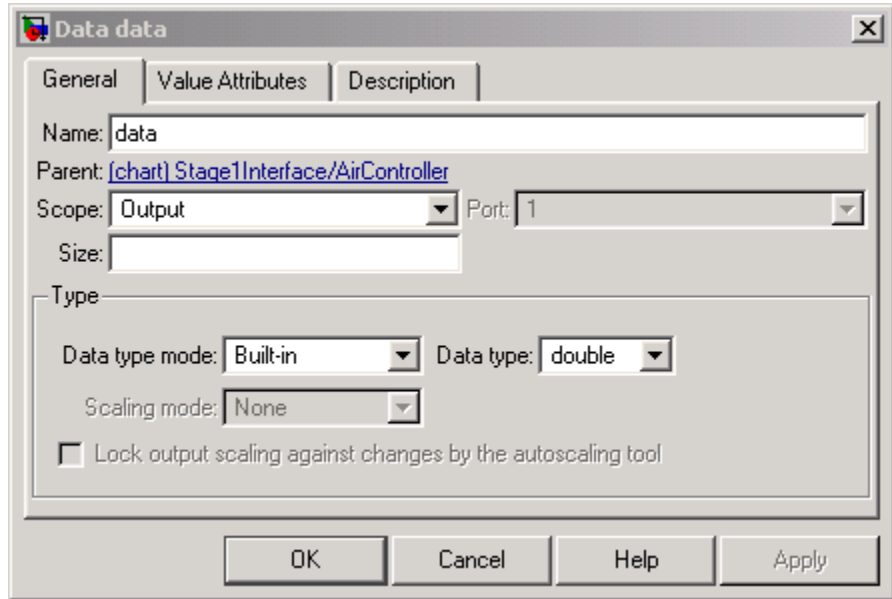 Data data
General Value Attributes Description
Name: data
Parent: (chart) Stage1Interface/AirController
Scope: Output Port: 1
Size:
Type
Data type mode: Built-in Data type: double
Scaling mode: None
Lock output scaling against changes by the autoscaling tool
OK Cancel Help Apply